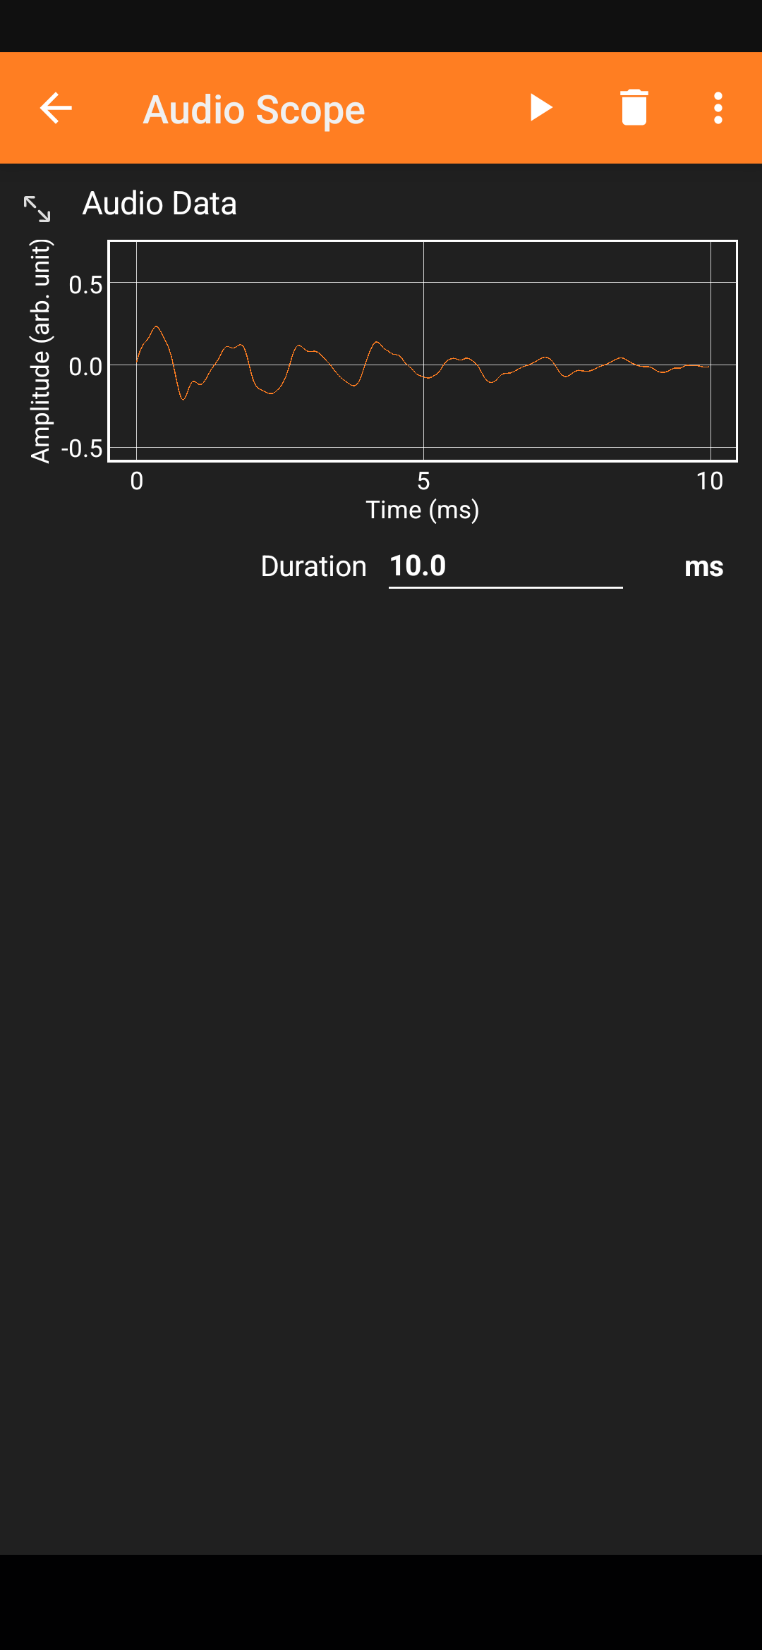 Audio Scope
Audio Data
Amplitude (arb. unit)
0.5
0.0
-0.5
0 5 10
Time (ms)
Duration 10.0 ms